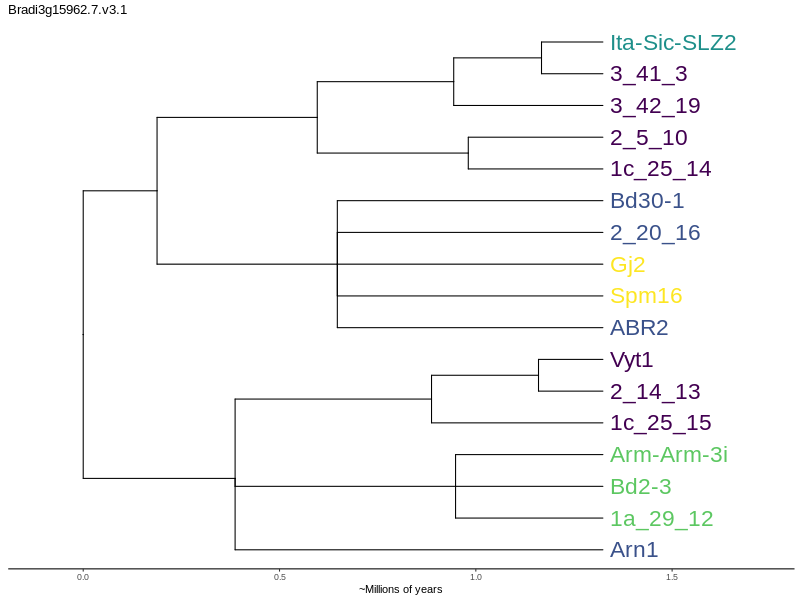 Bradi3g15962.7.v3.1
Ita-Sic-SLZ2
3_41_3
3_42_19
2_5_10
1c_25_14
Bd30-1
2_20_16
Gj2
Spm16
ABR2
Vyt1
2_14_13
1c_25_15
Arm-Arm-3i
Bd2-3
1a_29_12
Arn1
0.0 0.5 1.0 1.5
~Millions of years